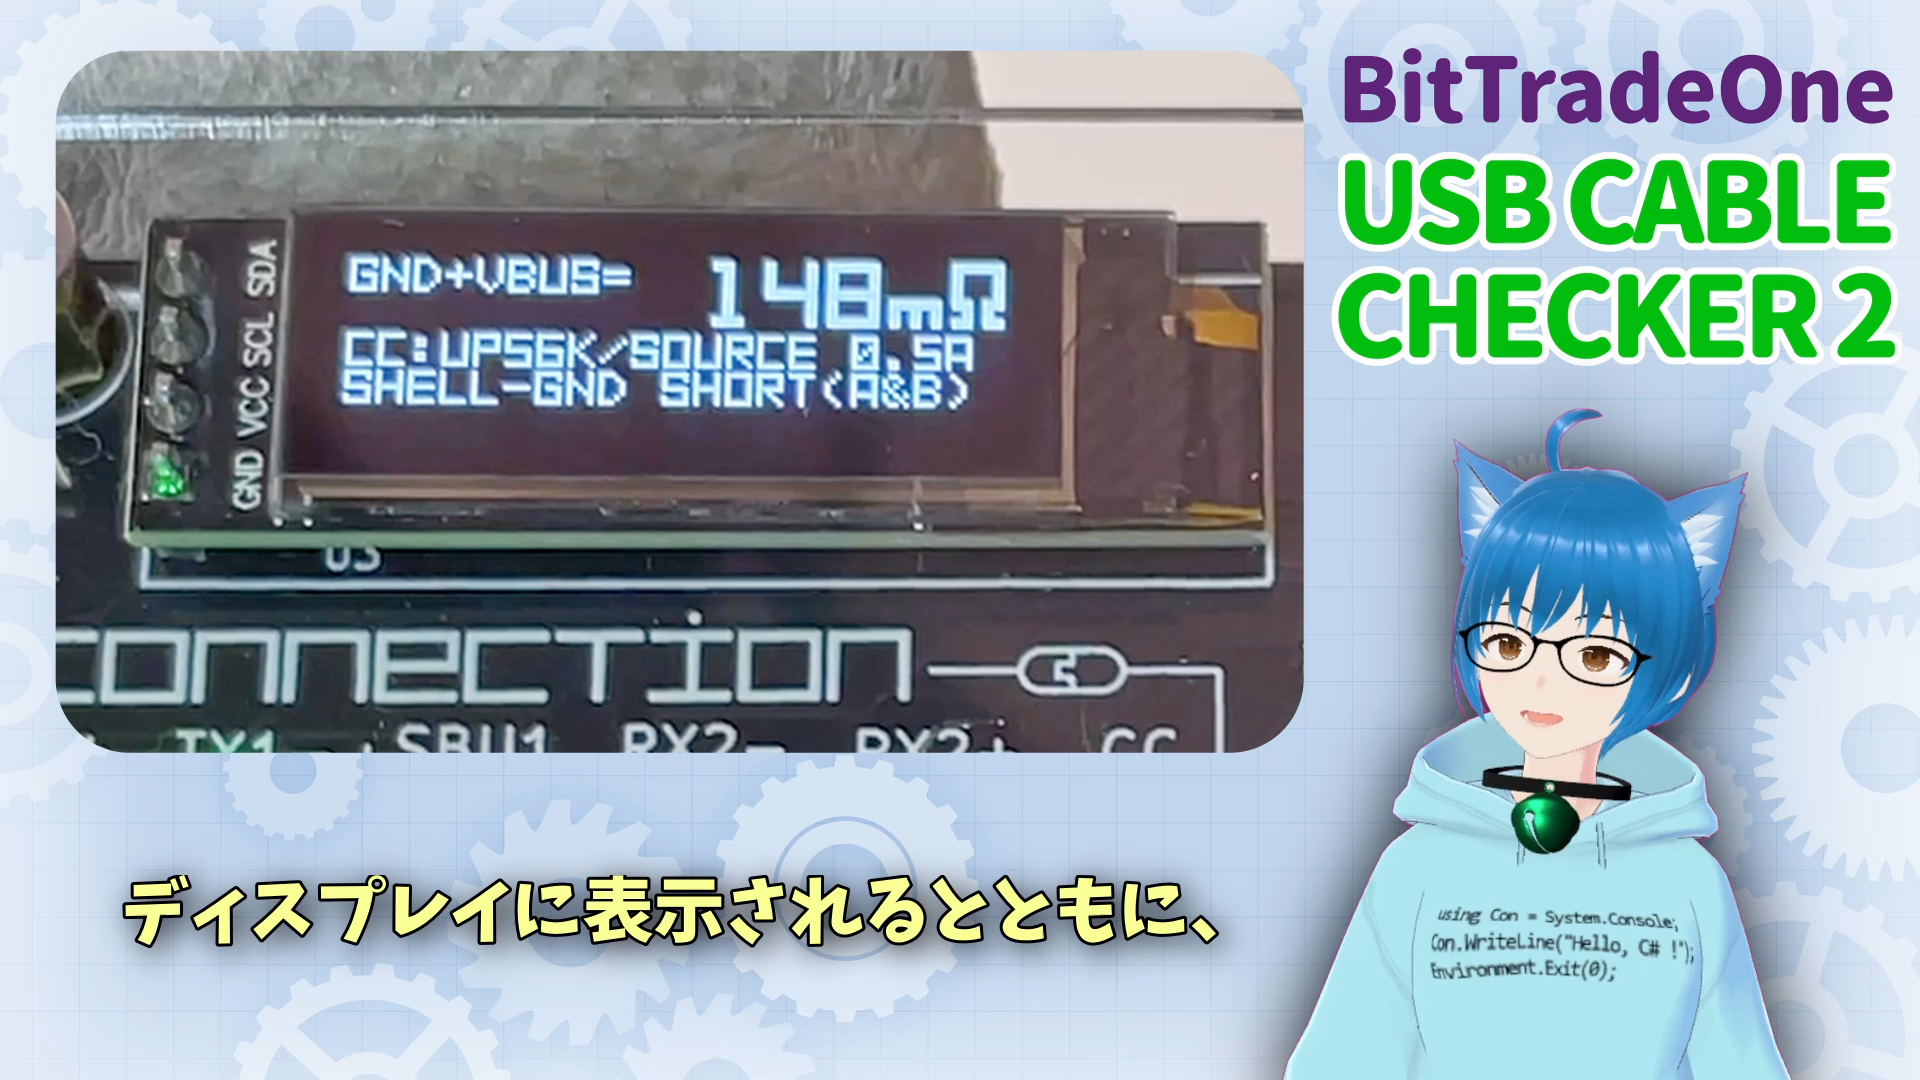 BitTradeOne
USB CABLE
CHECKER 2
GND+VBUS= 148mΩ
CC:UP56K/SOURCE 0.5A
SHELL-GND SHORT(A&B)
GND VCC SCL SDA
U3
connection
5
TX1- SBU1 RX2- RX2+ CC
ディスプレイに表示されるとともに、
using Con = System.Console;
Con.WriteLine("Hello, C# !");
Environment.Exit(0);